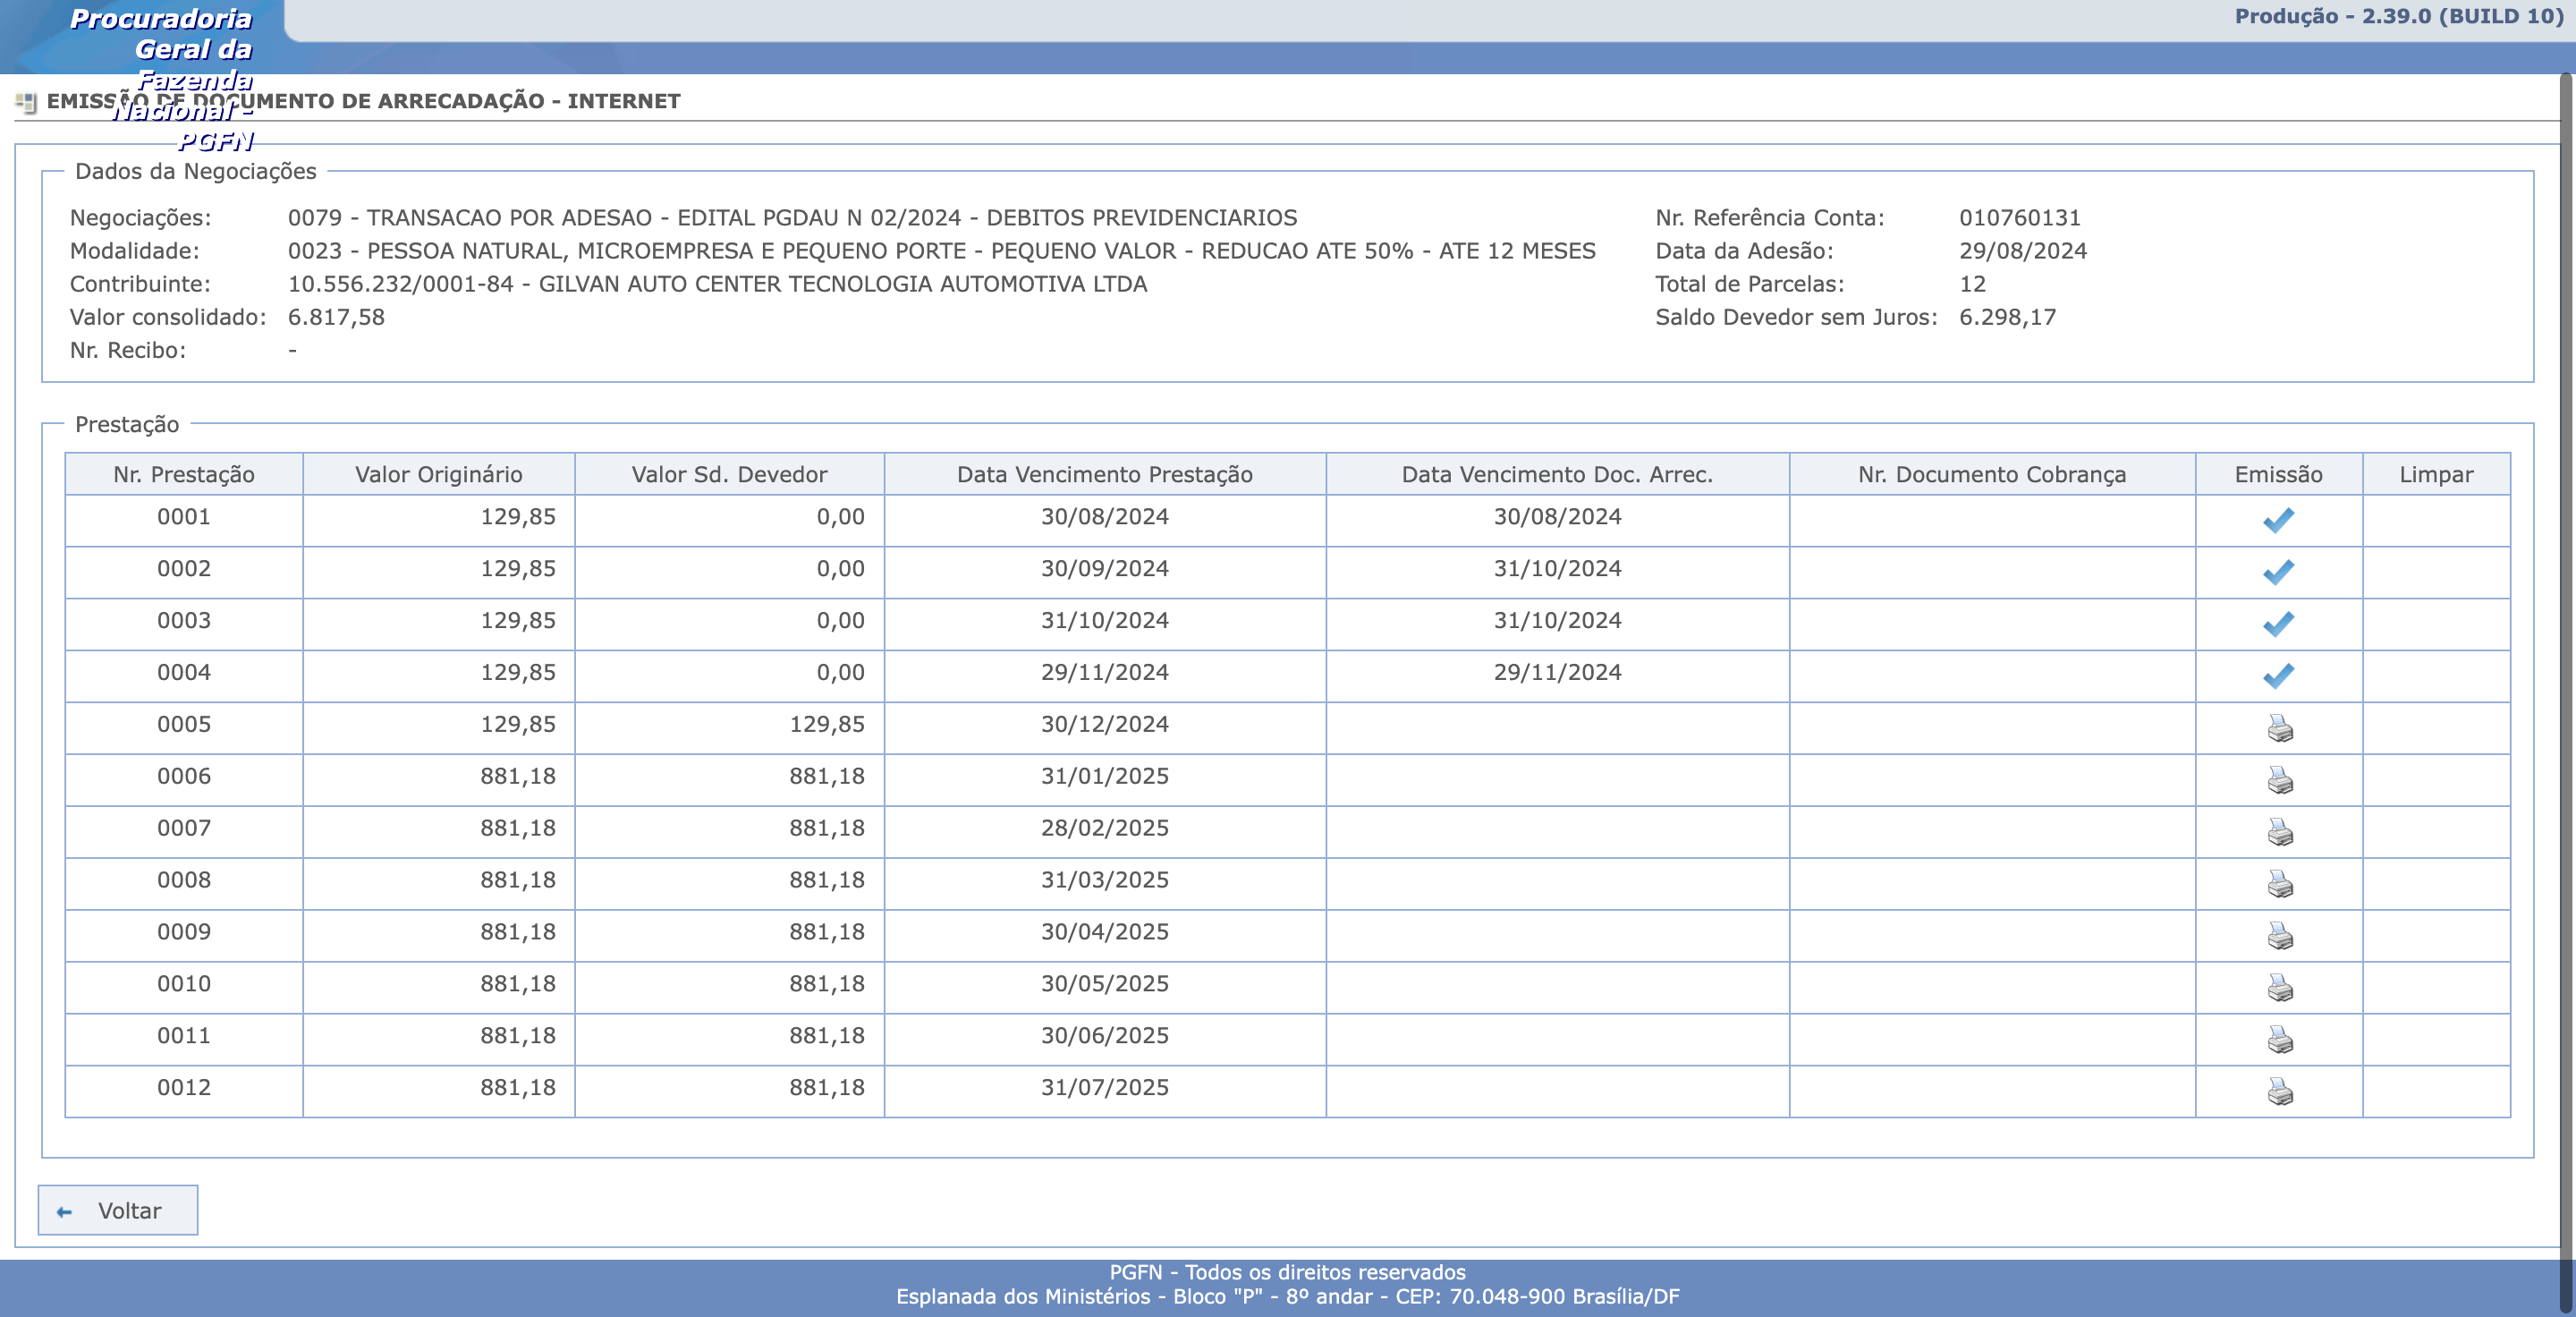 Procuradoria
Geral da
Fazenda
Nacional -
PGFN
Produção - 2.39.0 (BUILD 10)
EMISSÃO DE DOCUMENTO DE ARRECADAÇÃO - INTERNET
Dados da Negociações
Negociações: 0079 - TRANSACAO POR ADESAO - EDITAL PGDAU N 02/2024 - DEBITOS PREVIDENCIARIOS Nr. Referência Conta: 010760131
Modalidade: 0023 - PESSOA NATURAL, MICROEMPRESA E PEQUENO PORTE - PEQUENO VALOR - REDUCAO ATE 50% - ATE 12 MESES Data da Adesão: 29/08/2024
Contribuinte: 10.556.232/0001-84 - GILVAN AUTO CENTER TECNOLOGIA AUTOMOTIVA LTDA Total de Parcelas: 12
Valor consolidado: 6.817,58 Saldo Devedor sem Juros: 6.298,17
Nr. Recibo: -
Prestação
Nr. Prestação Valor Originário Valor Sd. Devedor Data Vencimento Prestação Data Vencimento Doc. Arrec. Nr. Documento Cobrança Emissão Limpar
0001 129,85 0,00 30/08/2024 30/08/2024
0002 129,85 0,00 30/09/2024 31/10/2024
0003 129,85 0,00 31/10/2024 31/10/2024
0004 129,85 0,00 29/11/2024 29/11/2024
0005 129,85 129,85 30/12/2024
0006 881,18 881,18 31/01/2025
0007 881,18 881,18 28/02/2025
0008 881,18 881,18 31/03/2025
0009 881,18 881,18 30/04/2025
0010 881,18 881,18 30/05/2025
0011 881,18 881,18 30/06/2025
0012 881,18 881,18 31/07/2025
Voltar
PGFN - Todos os direitos reservados
Esplanada dos Ministérios - Bloco "P" - 8º andar - CEP: 70.048-900 Brasília/DF